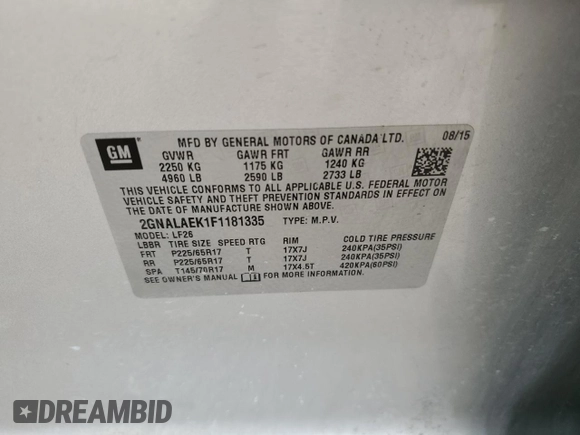 GM
MFD BY GENERAL MOTORS OF CANADA LTD. 08/15
GVWR GAWR FRT GAWR RR
2250 KG 1175 KG 1240 KG
4960 LB 2590 LB 2733 LB
THIS VEHICLE CONFORMS TO ALL APPLICABLE U.S. FEDERAL MOTOR
VEHICLE SAFETY AND THEFT PREVENTION STANDARDS IN EFFECT ON
THE DATE OF MANUFACTURE SHOWN ABOVE.
2GNALAEK1F1181335 TYPE: M.P.V.
MODEL: LF26
LBBR TIRE SIZE SPEED RTG RIM COLD TIRE PRESSURE
FRT P225/65R17 T 17X7J 240KPA(35PSI)
RR P225/65R17 T 17X7J 240KPA(35PSI)
SPA T145/70R17 M 17X4.5T 420KPA(60PSI)
SEE OWNER'S MANUAL FOR MORE INFORMATION.
DREAMBID